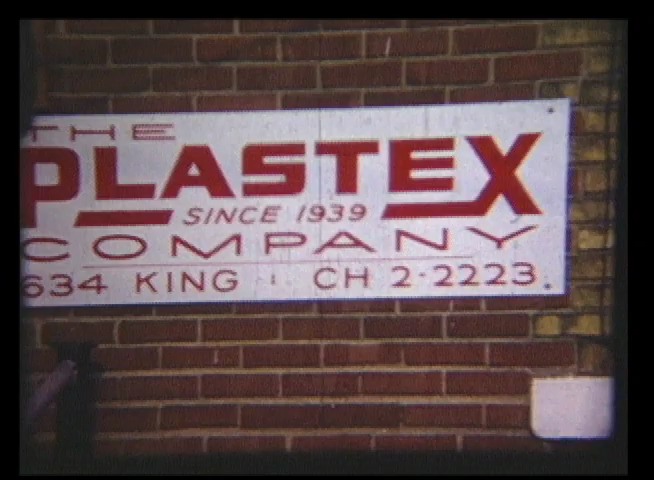 THE
PLASTEX
SINCE 1939
COMPANY
634 KING CH 2-2223